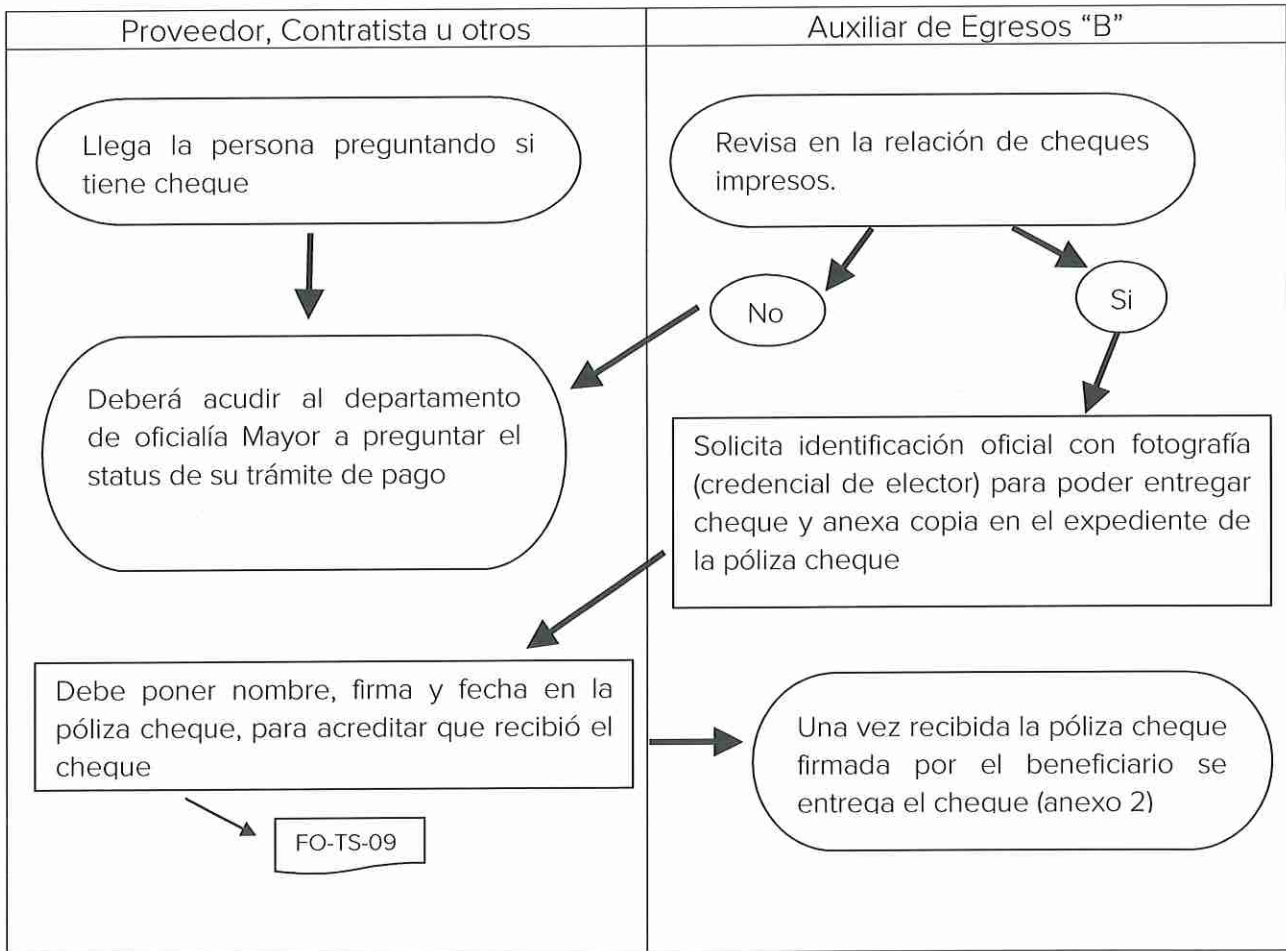 Proveedor, Contratista u otros
Auxiliar de Egresos “B”
Llega la persona preguntando si
tiene cheque
Revisa en la relación de cheques
impresos.
No
Si
Deberá acudir al departamento
de oficialía Mayor a preguntar el
status de su trámite de pago
Solicita identificación oficial con fotografía
(credencial de elector) para poder entregar
cheque y anexa copia en el expediente de
la póliza cheque
Debe poner nombre, firma y fecha en la
póliza cheque, para acreditar que recibió el
cheque
FO-TS-09
Una vez recibida la póliza cheque
firmada por el beneficiario se
entrega el cheque (anexo 2)